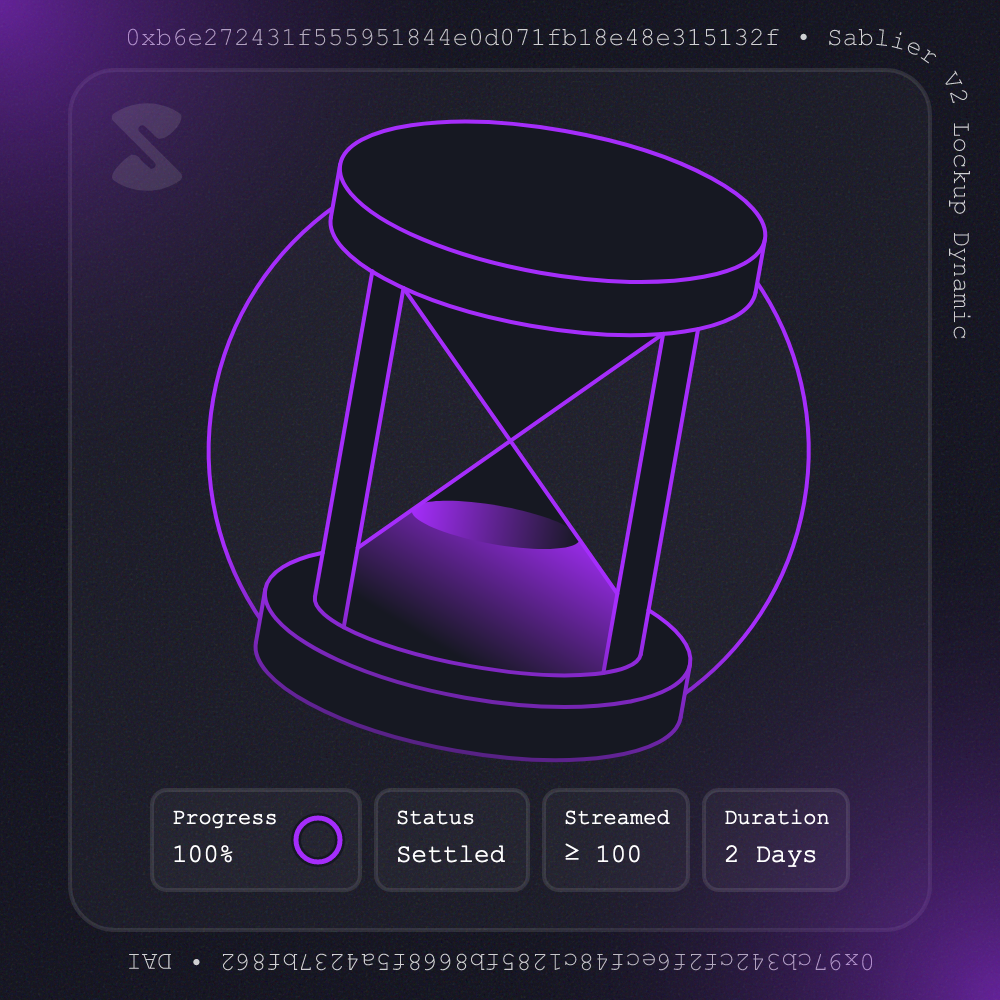 0xb6e272431f555951844e0d071fb18e48e315132f • Sablier V2 Lockup Dynamic
Progress
100%
Status
Settled
Streamed
≥ 100
Duration
2 Days
0x97cb342cf2f6ecf48c1285fb8668f5a4237bf862 • DAI